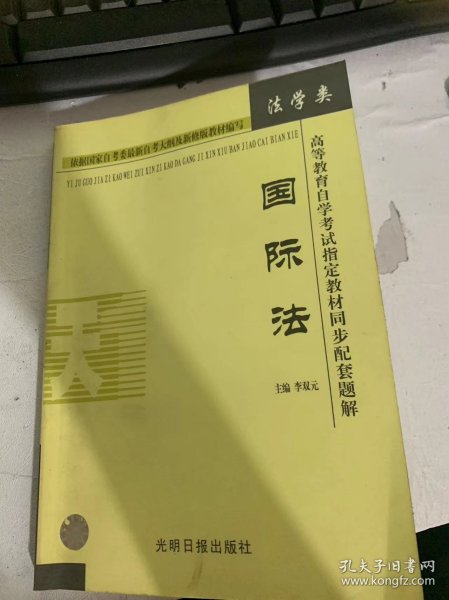 法学类
依据国家自考委最新自考大纲及新修版教材编写
YI JU GUO JIA ZI KAO WEI ZUI XIN ZI KAO DA GANG JI XIN XIU BAN JIAO CAI BIAN XIE
高等教育自学考试指定教材同步配套题解
国际法
主编 李双元
光明日报出版社
孔夫子旧书网
www.kongfz.com